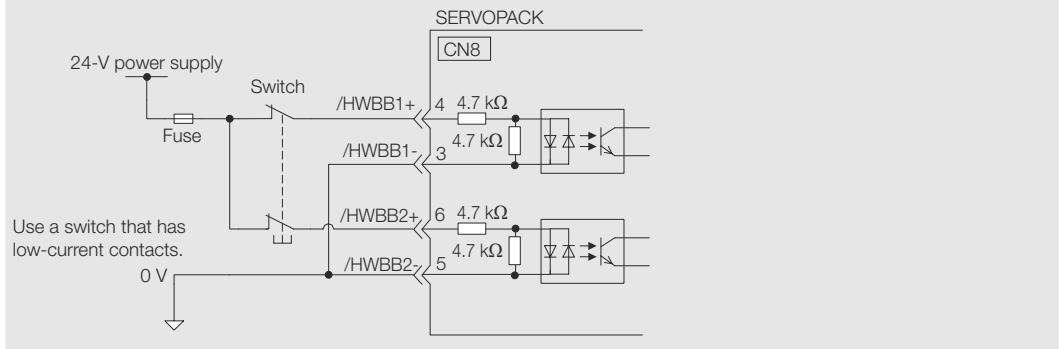 SERVOPACK
CN8
24-V power supply
Switch
Fuse
/HWBB1+
4
4.7 kΩ
4.7 kΩ
/HWBB1-
3
/HWBB2+
6
4.7 kΩ
4.7 kΩ
/HWBB2-
5
Use a switch that has
low-current contacts.
0 V